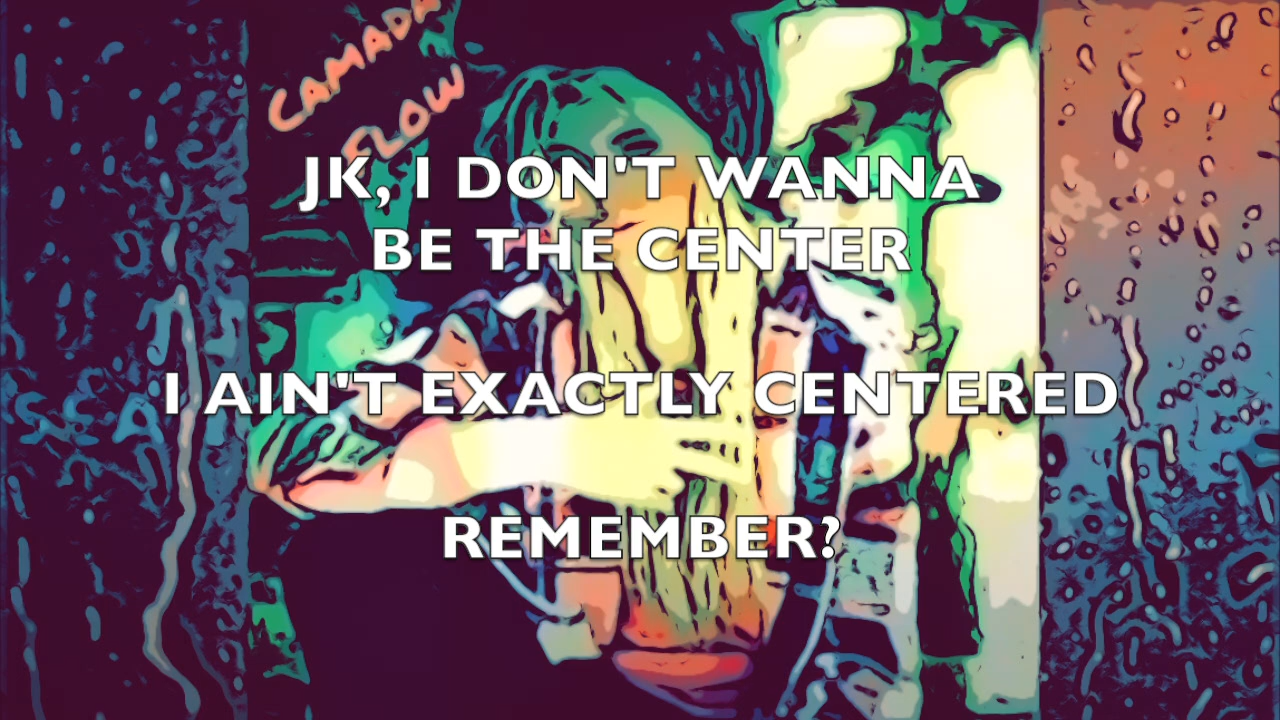 CAMADA
FLOW
JK, I DON'T WANNA
BE THE CENTER
I AIN'T EXACTLY CENTERED
REMEMBER?